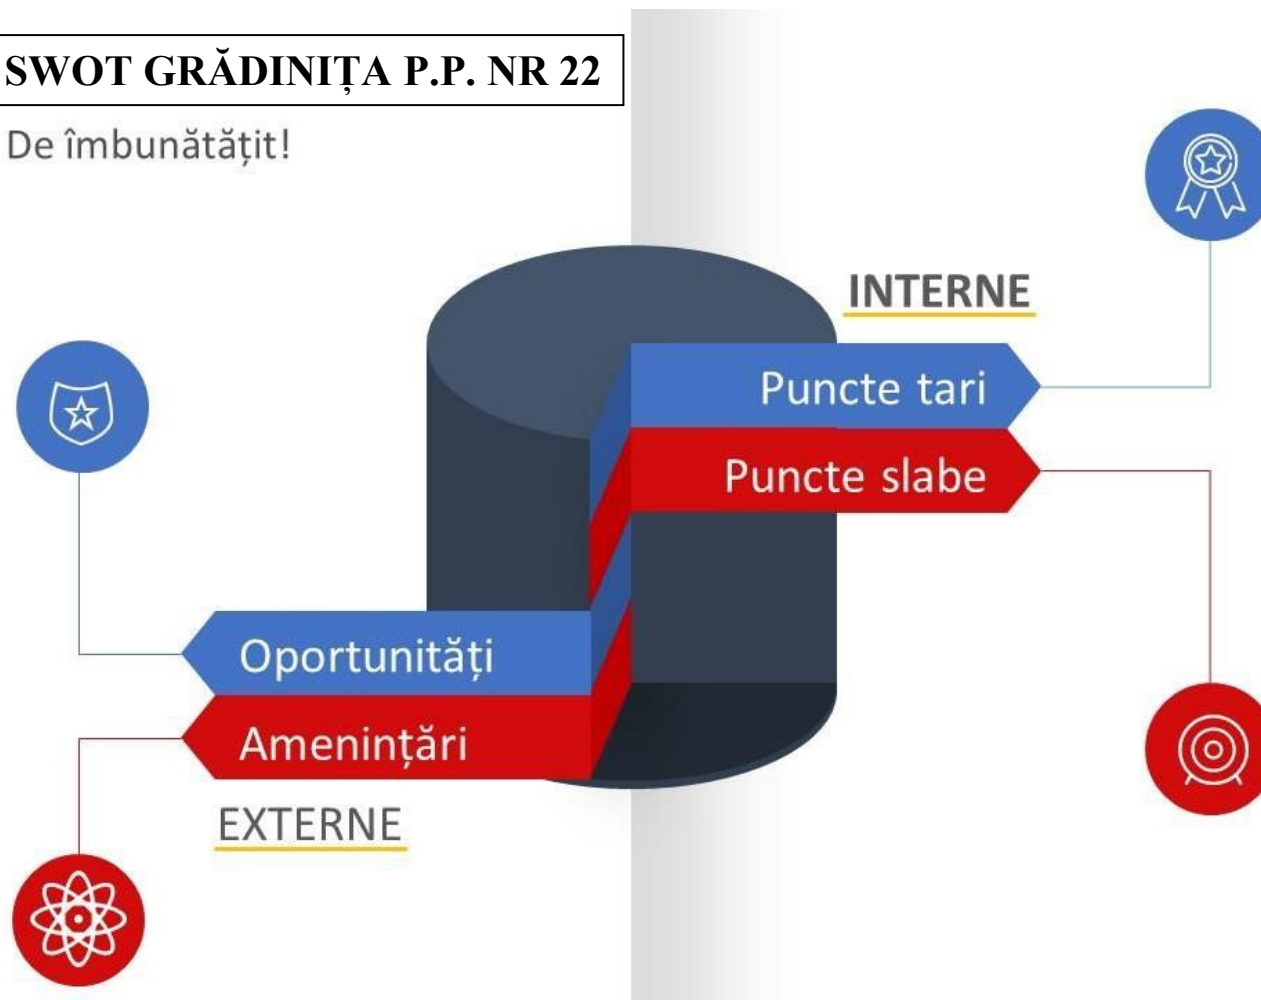 SWOT GRĂDINIȚA P.P. NR 22
De îmbunătățit!
INTERNE
Puncte tari
Puncte slabe
Oportunități
Amenințări
EXTERNE